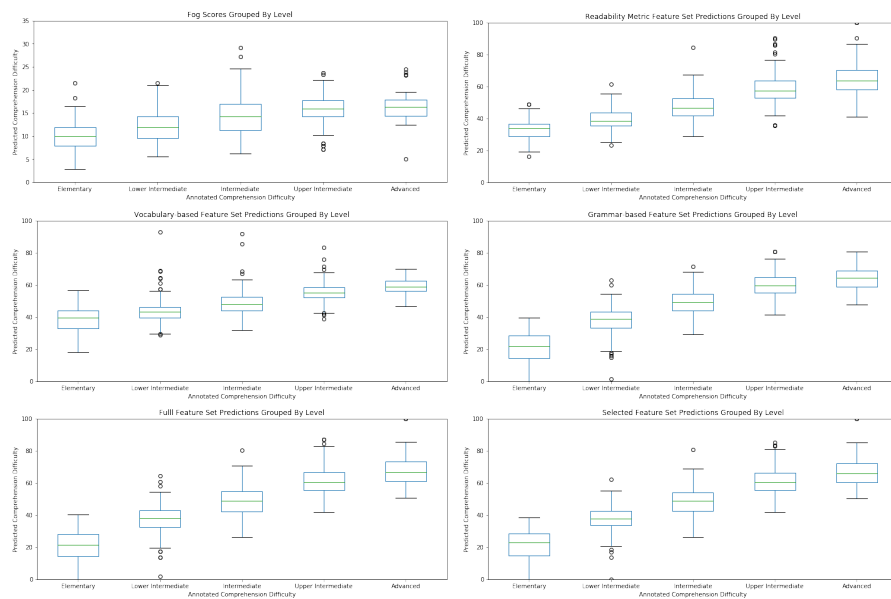 Fog Scores Grouped By Level
Predicted Comprehension Difficulty
35
30
25
20
15
10
5
0
Elementary Lower Intermediate Intermediate Upper Intermediate Advanced
Annotated Comprehension Difficulty
Readability Metric Feature Set Predictions Grouped By Level
Predicted Comprehension Difficulty
100
80
60
40
20
0
Elementary Lower Intermediate Intermediate Upper Intermediate Advanced
Annotated Comprehension Difficulty
Vocabulary-based Feature Set Predictions Grouped By Level
Predicted Comprehension Difficulty
100
80
60
40
20
0
Elementary Lower Intermediate Intermediate Upper Intermediate Advanced
Annotated Comprehension Difficulty
Grammar-based Feature Set Predictions Grouped By Level
Predicted Comprehension Difficulty
100
80
60
40
20
0
Elementary Lower Intermediate Intermediate Upper Intermediate Advanced
Annotated Comprehension Difficulty
Fulll Feature Set Predictions Grouped By Level
Predicted Comprehension Difficulty
100
80
60
40
20
0
Elementary Lower Intermediate Intermediate Upper Intermediate Advanced
Annotated Comprehension Difficulty
Selected Feature Set Predictions Grouped By Level
Predicted Comprehension Difficulty
100
80
60
40
20
0
Elementary Lower Intermediate Intermediate Upper Intermediate Advanced
Annotated Comprehension Difficulty